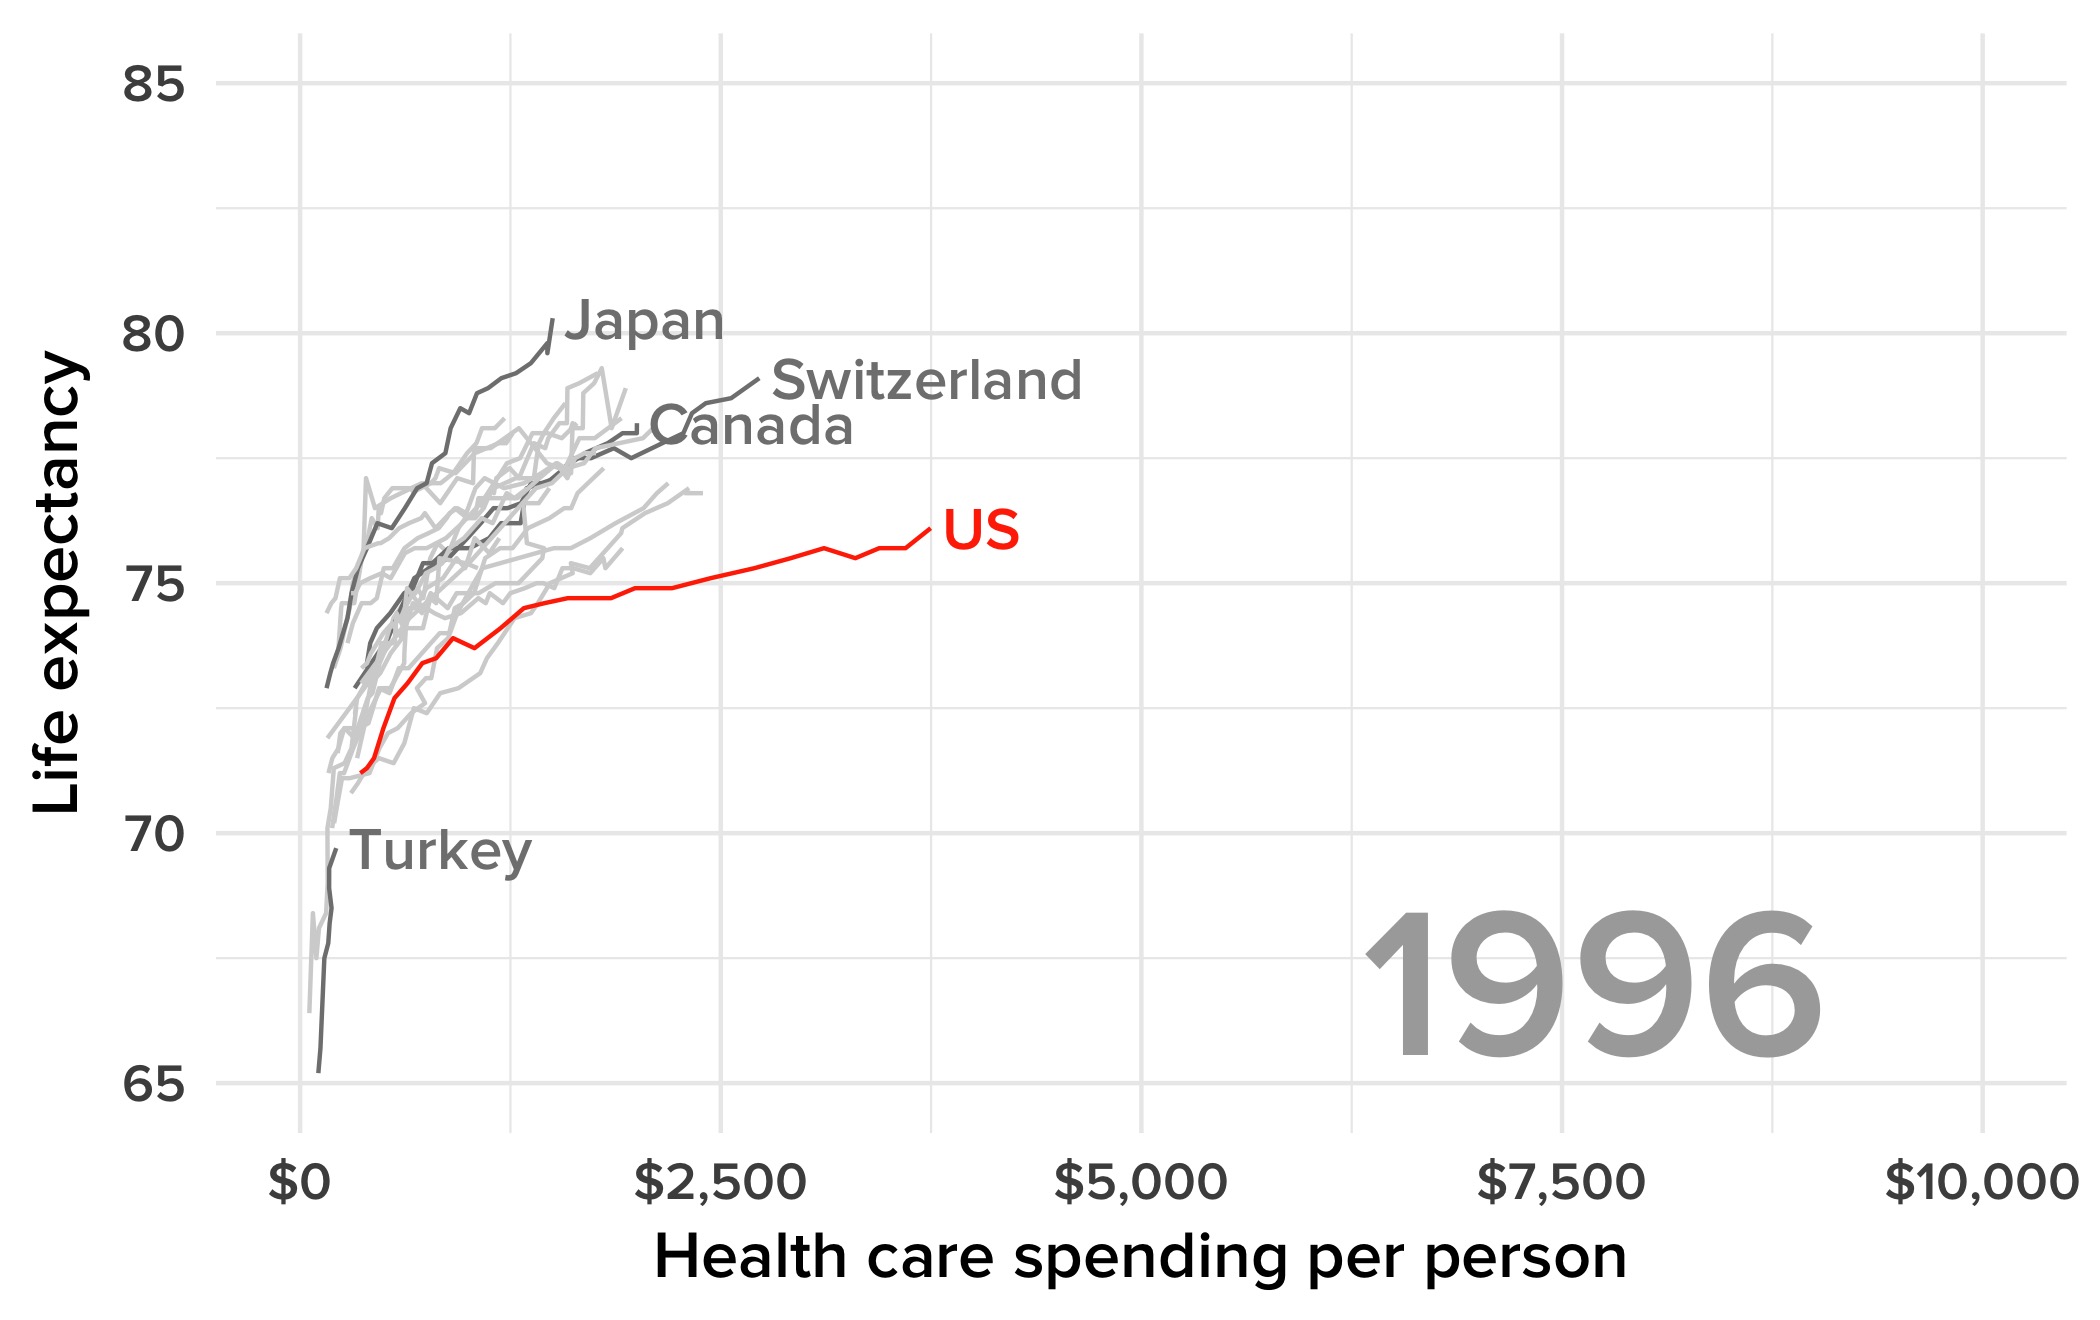 85
80
75
70
65
Life expectancy
Japan
Switzerland
Canada
US
Turkey
1996
$0
$2,500
$5,000
$7,500
$10,000
Health care spending per person